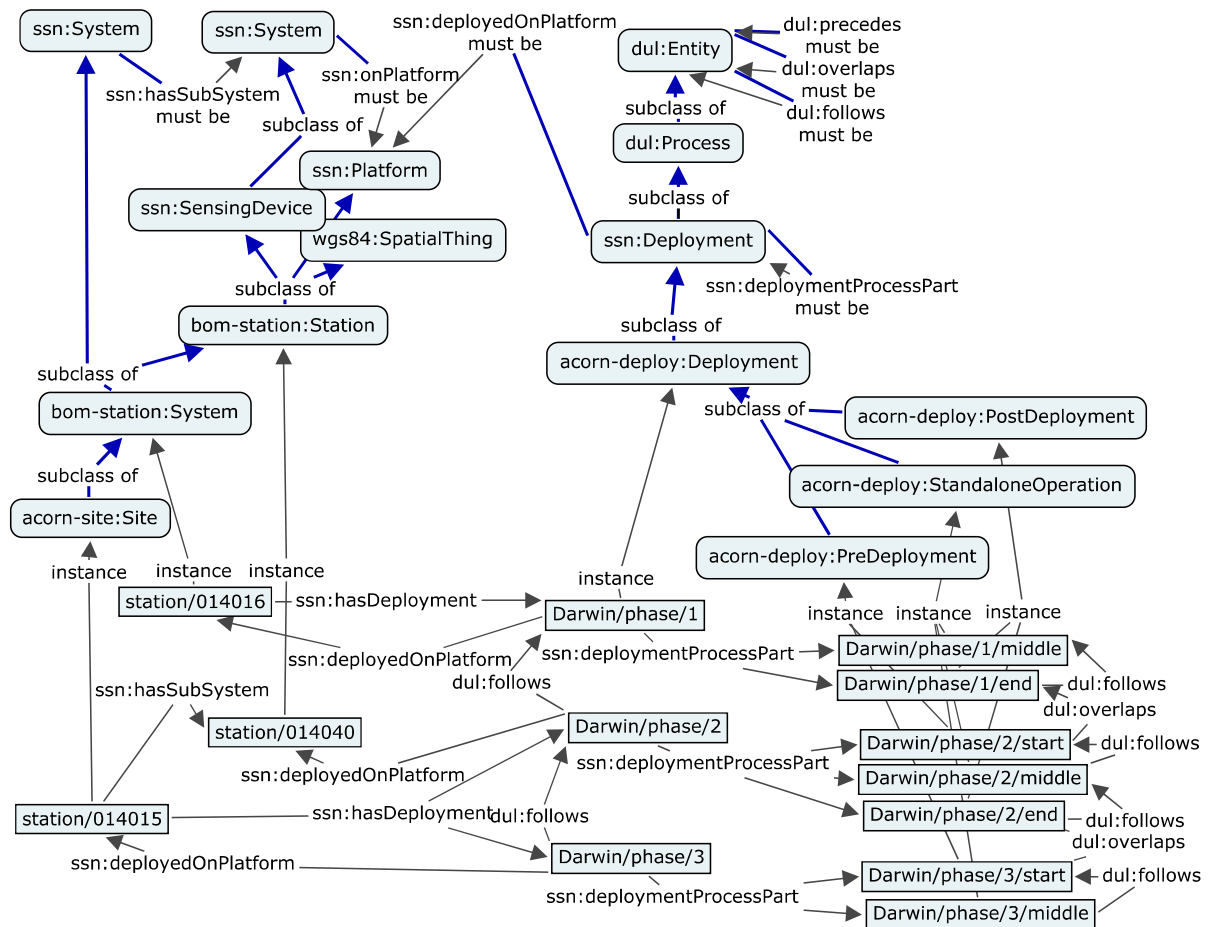 ssn:System
ssn:System
ssn:deployedOnPlatform
must be
dul:Entity
dul:precedes
must be
dul:overlaps
must be
dul:follows
must be
ssn:hasSubSystem
must be
ssn:onPlatform
must be
subclass of
subclass of
dul:Process
ssn:Platform
ssn:SensingDevice
wgs84:SpatialThing
subclass of
ssn:Deployment
subclass of
ssn:deploymentProcessPart
must be
bom-station:Station
subclass of
acorn-deploy:Deployment
subclass of
bom-station:System
subclass of
acorn-deploy:PostDeployment
subclass of
acorn-deploy:StandaloneOperation
acorn-site:Site
acorn-deploy:PreDeployment
instance
instance
instance
instance
station/014016
ssn:hasDeployment
Darwin/phase/1
instance
instance
instance
ssn:deployedOnPlatform
ssn:deploymentProcessPart
Darwin/phase/1/middle
dul:follows
Darwin/phase/1/end
dul:follows
ssn:hasSubSystem
dul:overlaps
station/014040
Darwin/phase/2
Darwin/phase/2/start
dul:follows
ssn:deployedOnPlatform
ssn:deploymentProcessPart
Darwin/phase/2/middle
station/014015
ssn:hasDeployment
dul:follows
Darwin/phase/2/end
dul:follows
dul:overlaps
ssn:deployedOnPlatform
Darwin/phase/3
Darwin/phase/3/start
dul:follows
ssn:deploymentProcessPart
Darwin/phase/3/middle